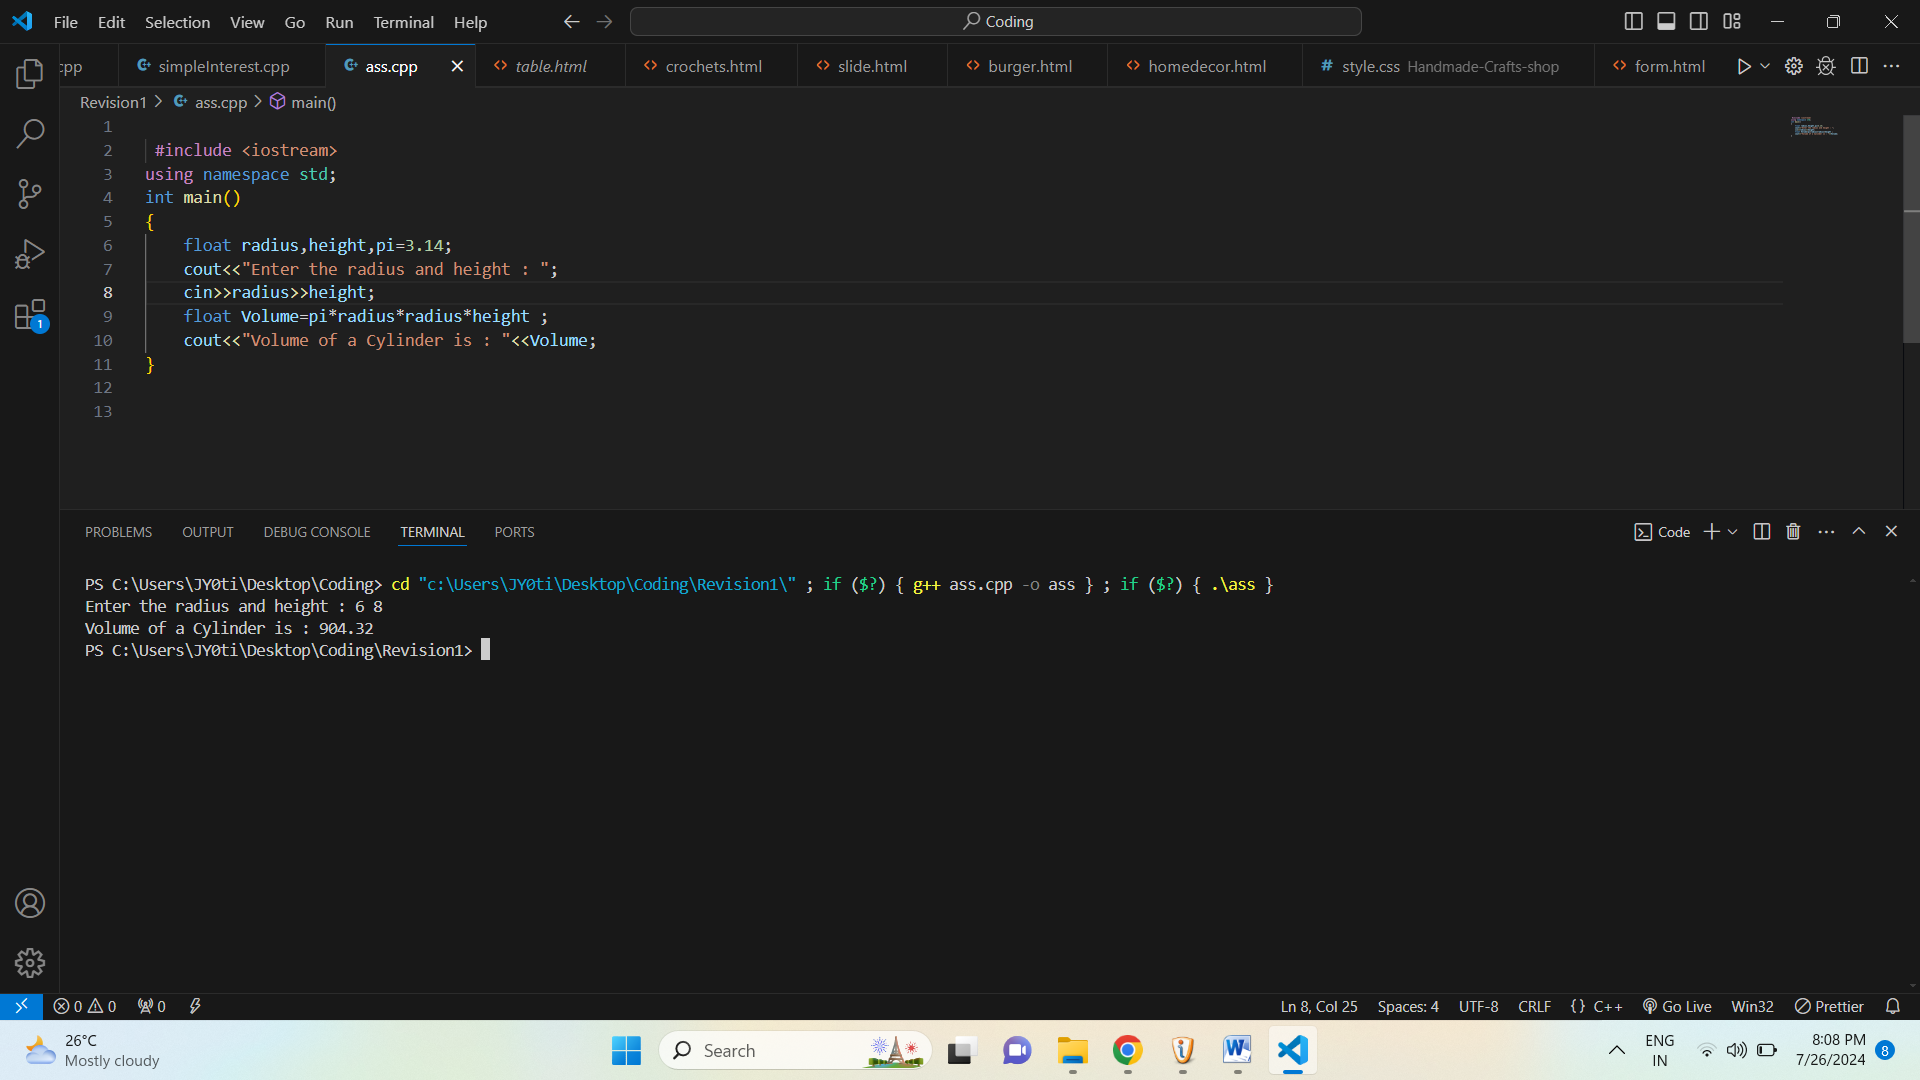 File Edit Selection View Go Run Terminal Help Coding
cpp simpleInterest.cpp ass.cpp table.html crochets.html slide.html burger.html homedecor.html # style.css Handmade-Crafts-shop form.html
Revision1 > ass.cpp > main()
1
2 #include <iostream>
3 using namespace std;
4 int main()
5 {
6 float radius,height,pi=3.14;
7 cout<<"Enter the radius and height : ";
8 cin>>radius>>height;
9 float Volume=pi*radius*radius*height ;
10 cout<<"Volume of a Cylinder is : "<<Volume;
11 }
12
13
1
PROBLEMS OUTPUT DEBUG CONSOLE TERMINAL PORTS Code
PS C:\Users\JY0ti\Desktop\Coding> cd "c:\Users\JY0ti\Desktop\Coding\Revision1\" ; if ($?) { g++ ass.cpp -o ass } ; if ($?) { .\ass }
Enter the radius and height : 6 8
Volume of a Cylinder is : 904.32
PS C:\Users\JY0ti\Desktop\Coding\Revision1>
0 0 0 Ln 8, Col 25 Spaces: 4 UTF-8 CRLF {} C++ Go Live Win32 Prettier
26°C
Mostly cloudy
Search
ENG
IN
8:08 PM
7/26/2024
8